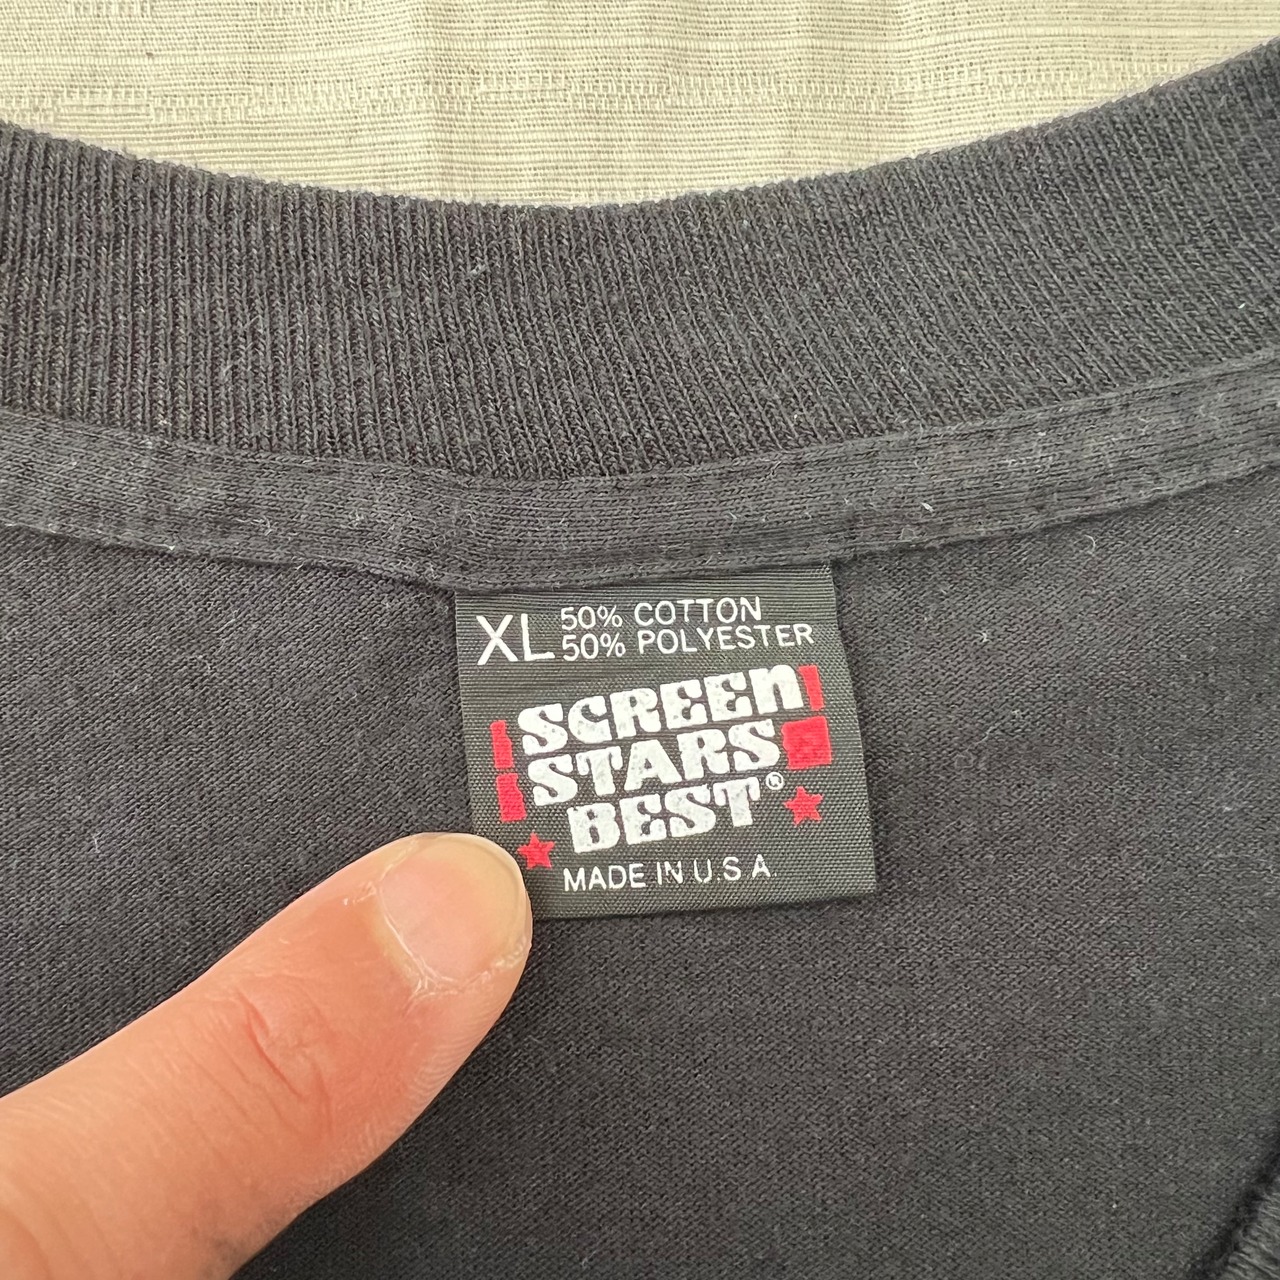 XL 50% COTTON
50% POLYESTER
SCREEN
STARS
BEST®
MADE IN U.S.A.